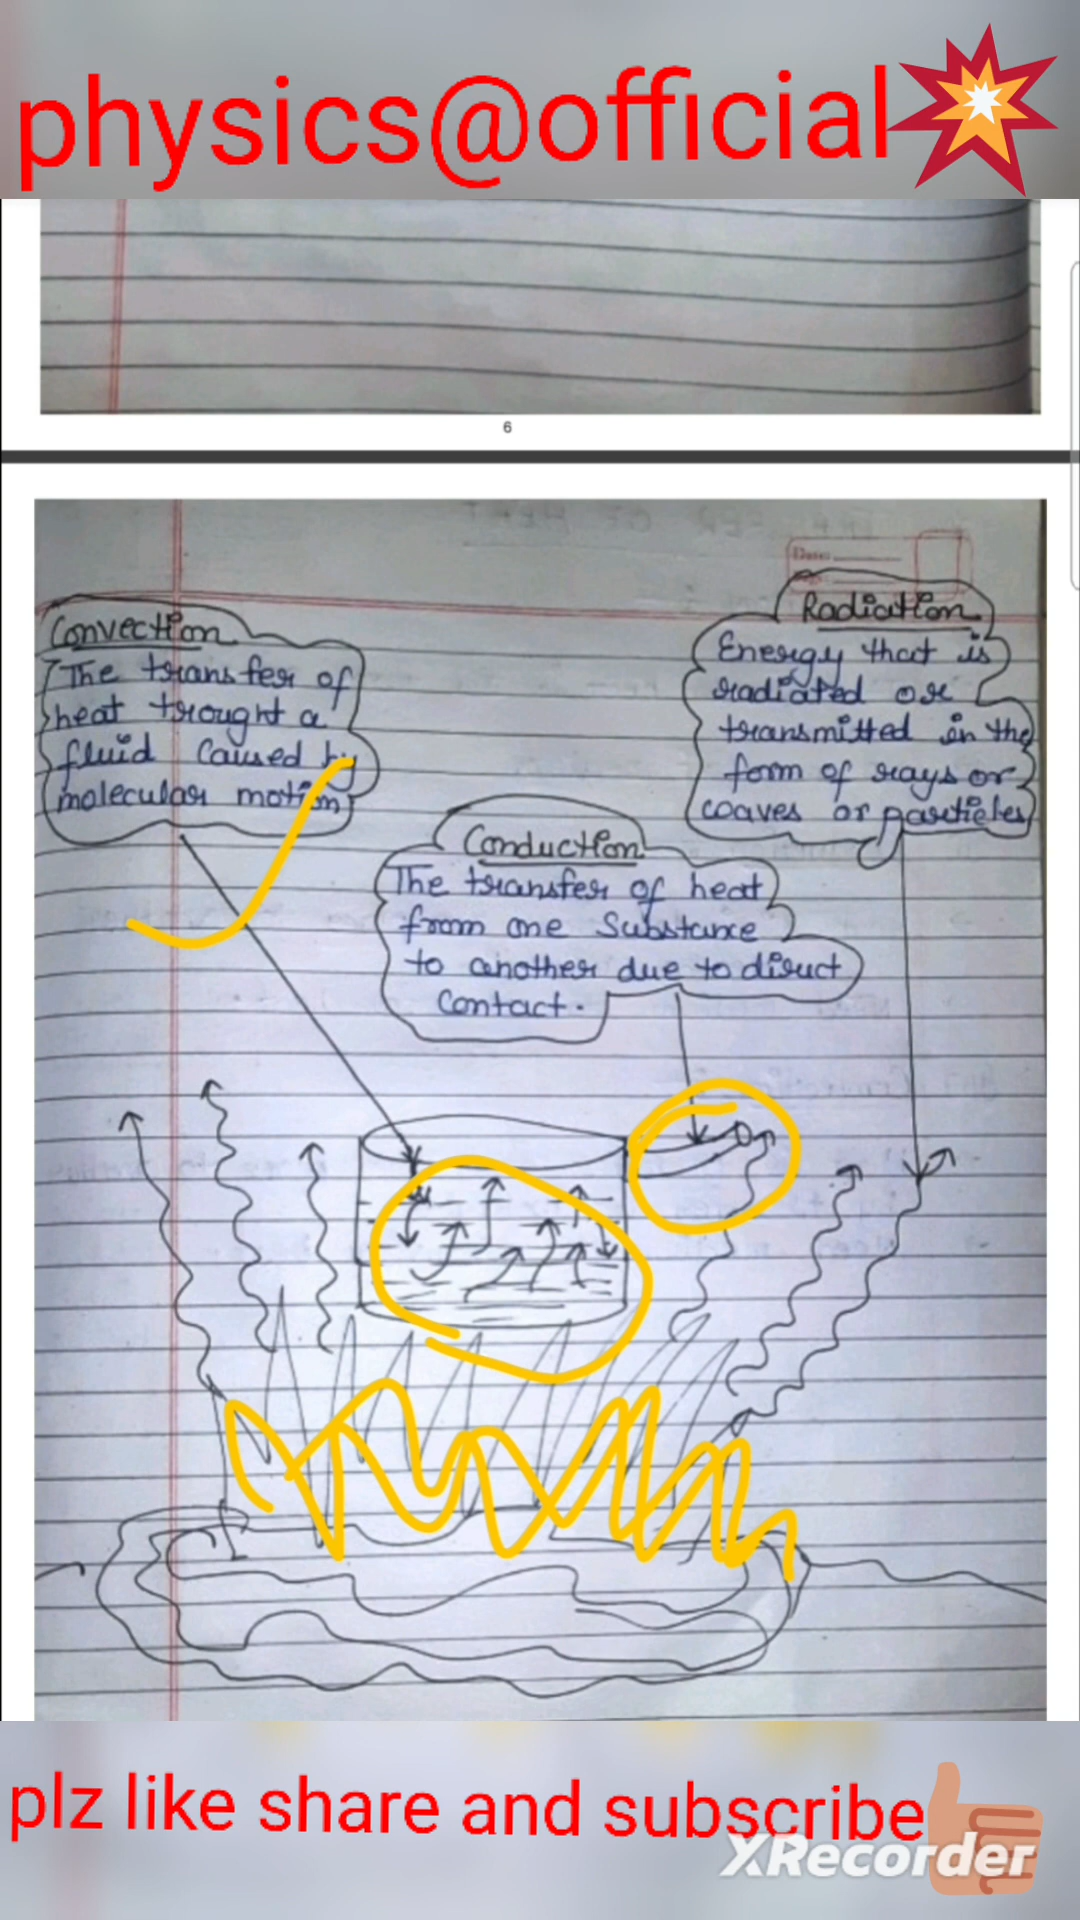 physics@official
6
Date:
Convection
The transfer of
heat trought a
fluid caused by
molecular motion
Radiation
Energy that is
radiated or
transmitted in the
form of rays or
waves or particles
Conduction
The transfer of heat
from one Substance
to another due to direct
Contact.
plz like share and subscribe
XRecorder